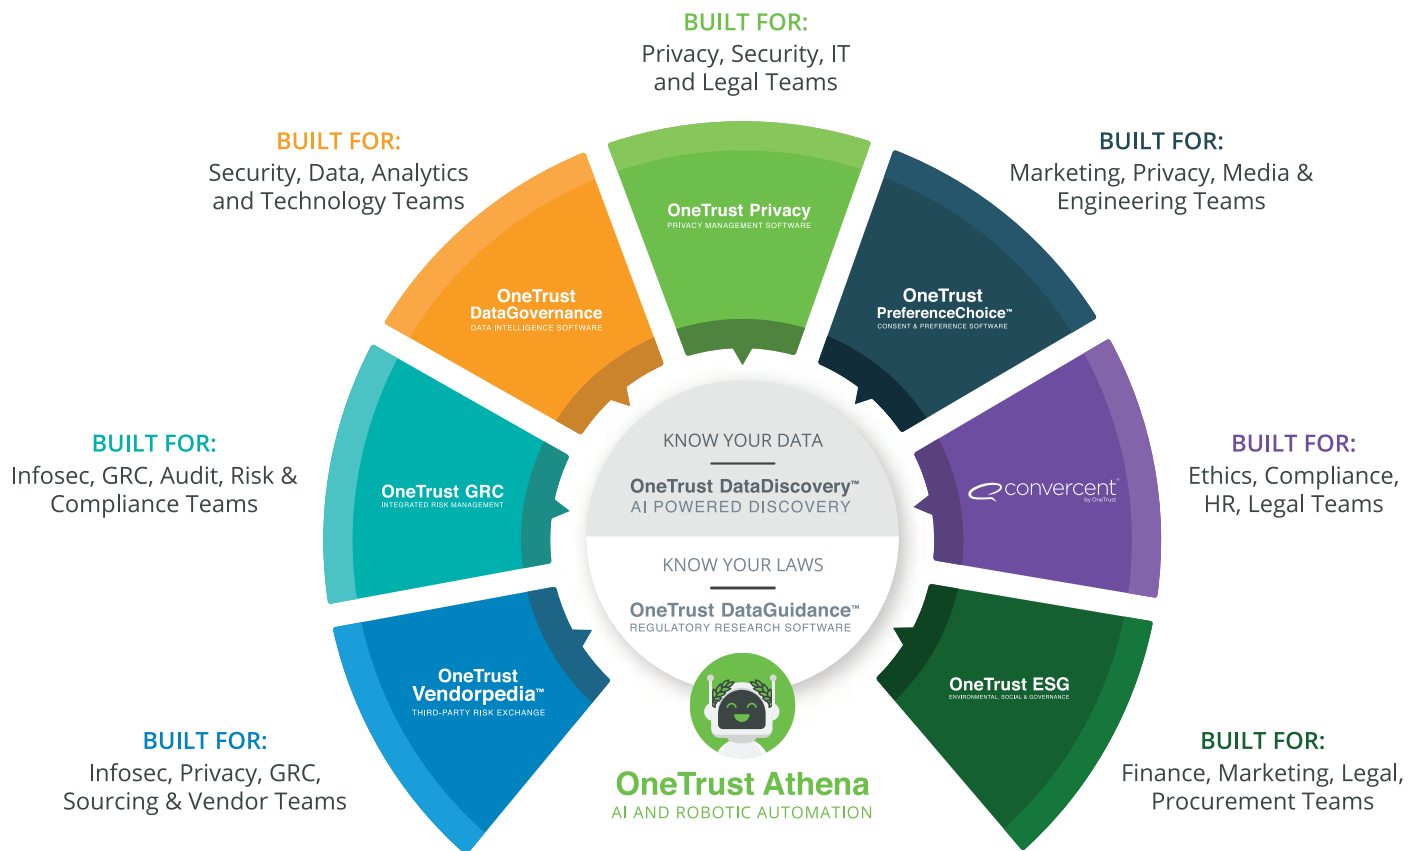 BUILT FOR:
Privacy, Security, IT
and Legal Teams
BUILT FOR:
Security, Data, Analytics
and Technology Teams
BUILT FOR:
Marketing, Privacy, Media &
Engineering Teams
OneTrust Privacy
PRIVACY MANAGEMENT SOFTWARE
OneTrust
DataGovernance
DATA INTELLIGENCE SOFTWARE
OneTrust
PreferenceChoice™
CONSENT & PREFERENCE SOFTWARE
BUILT FOR:
Infosec, GRC, Audit, Risk &
Compliance Teams
OneTrust GRC
INTEGRATED RISK MANAGEMENT
KNOW YOUR DATA
OneTrust DataDiscovery™
AI POWERED DISCOVERY
KNOW YOUR LAWS
OneTrust DataGuidance™
REGULATORY RESEARCH SOFTWARE
convercent®
by OneTrust
BUILT FOR:
Ethics, Compliance,
HR, Legal Teams
OneTrust
Vendorpedia™
THIRD-PARTY RISK EXCHANGE
OneTrust ESG
ENVIRONMENTAL, SOCIAL & GOVERNANCE
BUILT FOR:
Infosec, Privacy, GRC,
Sourcing & Vendor Teams
OneTrust Athena
AI AND ROBOTIC AUTOMATION
BUILT FOR:
Finance, Marketing, Legal,
Procurement Teams